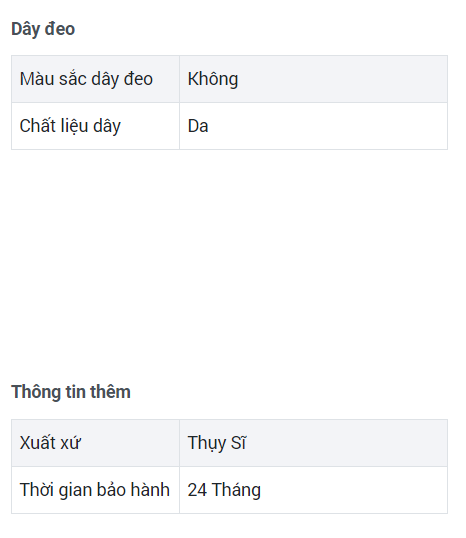 Dây đeo
Màu sắc dây đeo Không
Chất liệu dây Da
Thông tin thêm
Xuất xứ Thụy Sĩ
Thời gian bảo hành 24 Tháng